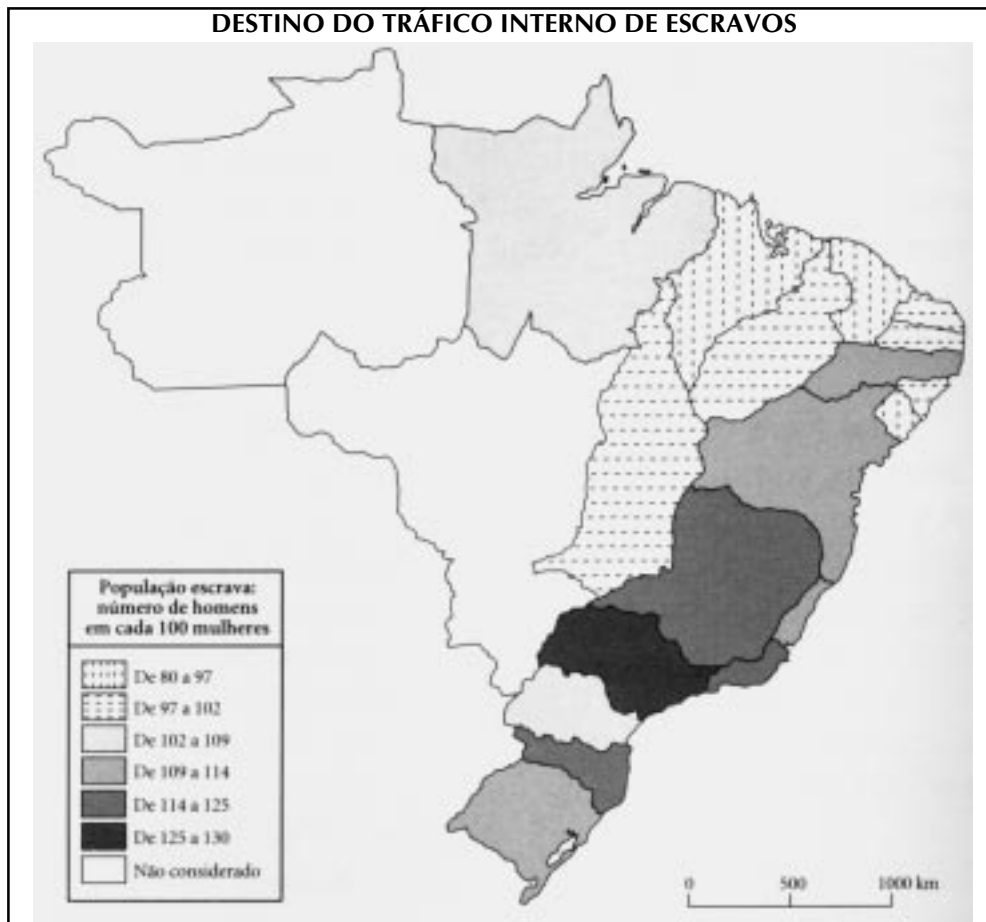 DESTINO DO TRÁFICO INTERNO DE ESCRAVOS
População escrava:
número de homens
em cada 100 mulheres
De 80 a 97
De 97 a 102
De 102 a 109
De 109 a 114
De 114 a 125
De 125 a 130
Não considerado
0 500 1000 km